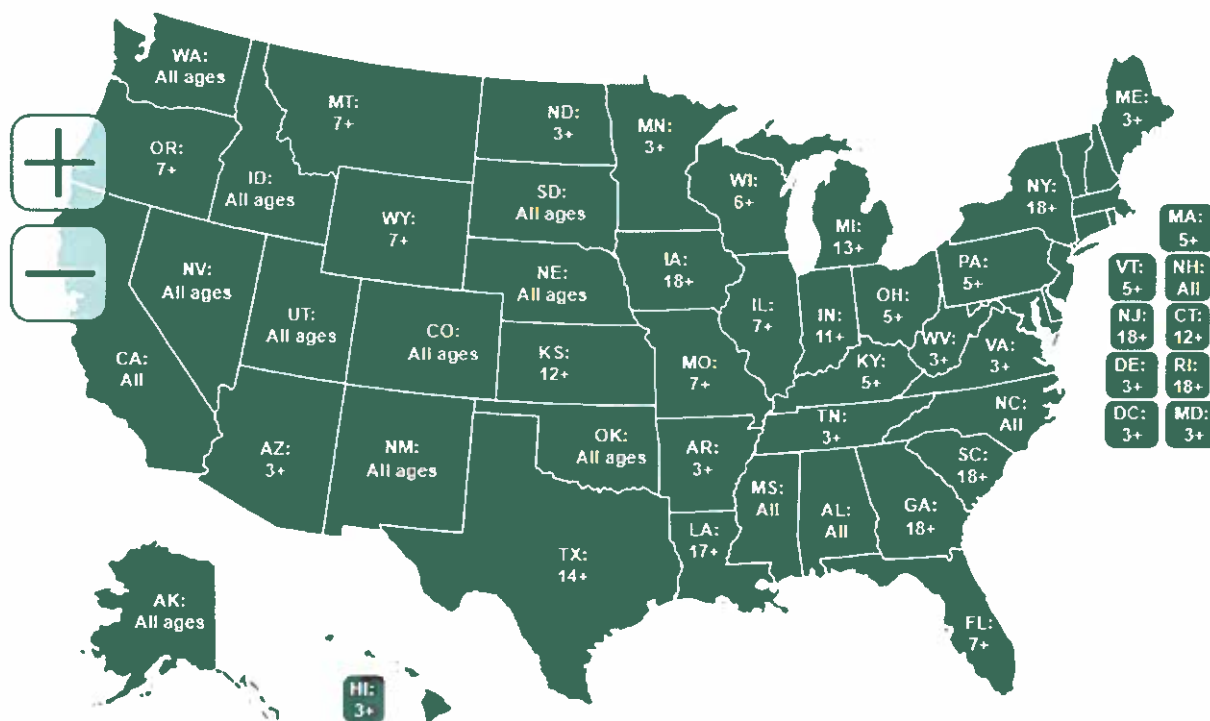 WA:
All ages
MT:
7+
ND:
3+
MN:
3+
ME:
3+
OR:
7+
ID:
All ages
SD:
All ages
WI:
6+
NY:
18+
WY:
7+
MI:
13+
MA:
5+
NV:
All ages
NE:
All ages
IA:
18+
PA:
5+
VT:
5+
NH:
All
UT:
All ages
CO:
All ages
IL:
7+
IN:
11+
OH:
5+
NJ:
18+
CT:
12+
CA:
All
KS:
12+
MO:
7+
KY:
5+
WV:
3+
VA:
3+
DE:
3+
RI:
18+
NC:
All
DC:
3+
MD:
3+
AZ:
3+
NM:
All ages
OK:
All ages
AR:
3+
TN:
3+
SC:
18+
MS:
All
AL:
All
GA:
18+
TX:
14+
LA:
17+
AK:
All ages
FL:
7+
HI:
3+